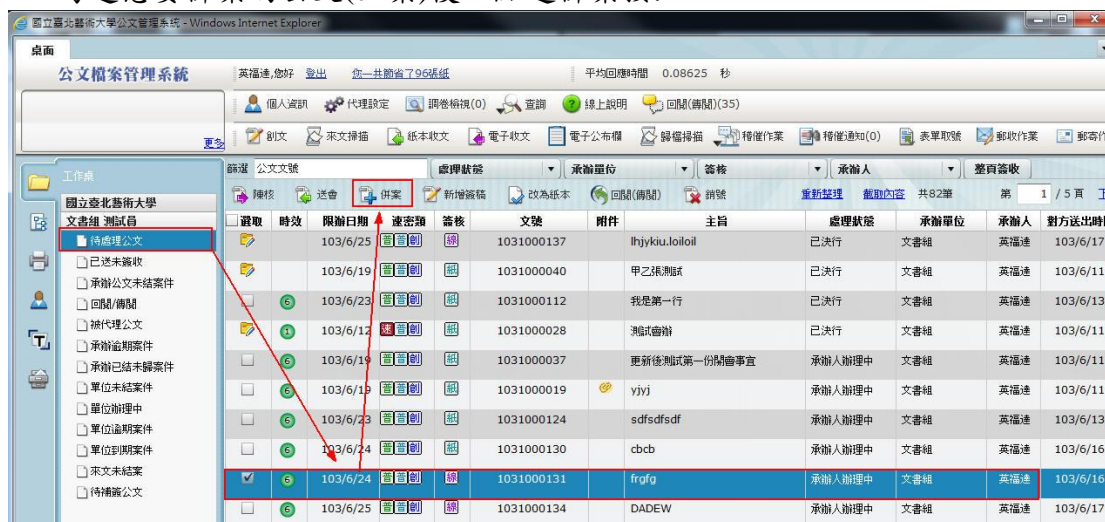 國立臺北藝術大學公文管理系統 - Windows Internet Explorer
桌面
公文檔案管理系統
英福達,您好 登出 您一共節省了96張紙 平均回應時間 0.08625 秒
個人資訊 代理設定 調卷檢視(0) 查詢 線上說明 回閱(傳閱)(35)
更多
創文 來文掃描 紙本收文 電子收文 電子公布欄 歸檔掃描 稽催作業 稽催通知(0) 表單取號 郵收作業 郵寄作
工作桌
國立臺北藝術大學
文書組 測試員
待處理公文
已送未簽收
承辦公文未結案件
回閱/傳閱
被代理公文
承辦逾期案件
承辦已結未歸案件
單位未結案件
單位辦理中
單位逾期案件
單位到期案件
來文未結案
待補簽公文
篩選 公文文號 處理狀態 承辦單位 簽核 承辦人 整頁簽收
陳核 送會 併案 新增簽稿 改為紙本 回閱(傳閱) 銷號 重新整理 截取內容 共82筆 第 1 / 5 頁 下
選取 時效 限辦日期 速密類 簽核 文號 附件 主旨 處理狀態 承辦單位 承辦人 對方送出時
103/6/25 普 普 創 線 1031000137 lhjykiu.loiloil 已決行 文書組 英福達 103/6/17
103/6/19 普 普 創 紙 1031000040 甲乙張測試 已決行 文書組 英福達 103/6/11
6 103/6/23 普 普 創 紙 1031000112 我是第一行 已決行 文書組 英福達 103/6/13
1 103/6/12 速 普 創 紙 1031000028 測試會辦 已決行 文書組 英福達 103/6/11
6 103/6/19 普 普 創 紙 1031000037 更新後測試第一份開會事宜 承辦人辦理中 文書組 英福達 103/6/11
6 103/6/19 普 普 創 紙 1031000019 yjyj 承辦人辦理中 文書組 英福達 103/6/11
6 103/6/23 普 普 創 紙 1031000124 sdfsdfsdf 承辦人辦理中 文書組 英福達 103/6/13
6 103/6/24 普 普 創 紙 1031000130 cbcb 承辦人辦理中 文書組 英福達 103/6/16
6 103/6/24 普 普 創 線 1031000131 frgfg 承辦人辦理中 文書組 英福達 103/6/16
6 103/6/25 普 普 創 線 1031000134 DADEW 承辦人辦理中 文書組 英福達 103/6/17